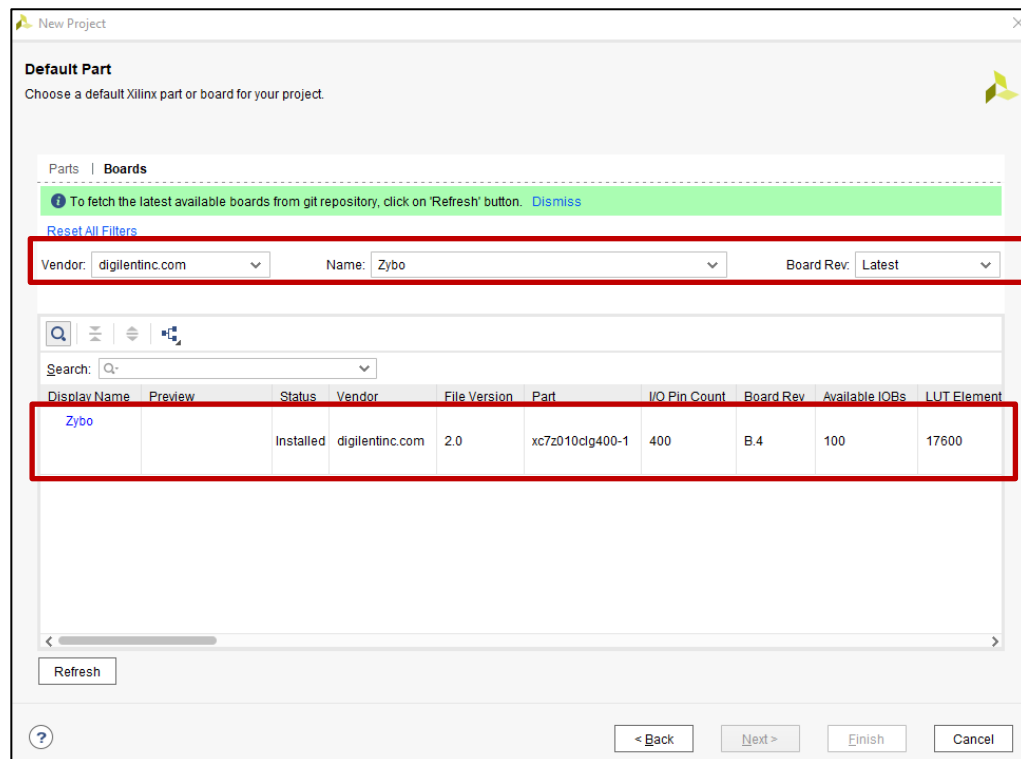 New Project
Default Part
Choose a default Xilinx part or board for your project.
Parts | Boards
To fetch the latest available boards from git repository, click on 'Refresh' button. Dismiss
Reset All Filters
Vendor: digilentinc.com Name: Zybo Board Rev: Latest
Search: Q-
Display Name Preview Status Vendor File Version Part I/O Pin Count Board Rev Available IOBs LUT Element
Zybo
Installed digilentinc.com 2.0 xc7z010clg400-1 400 B.4 100 17600
Refresh
? < Back Next > Finish Cancel